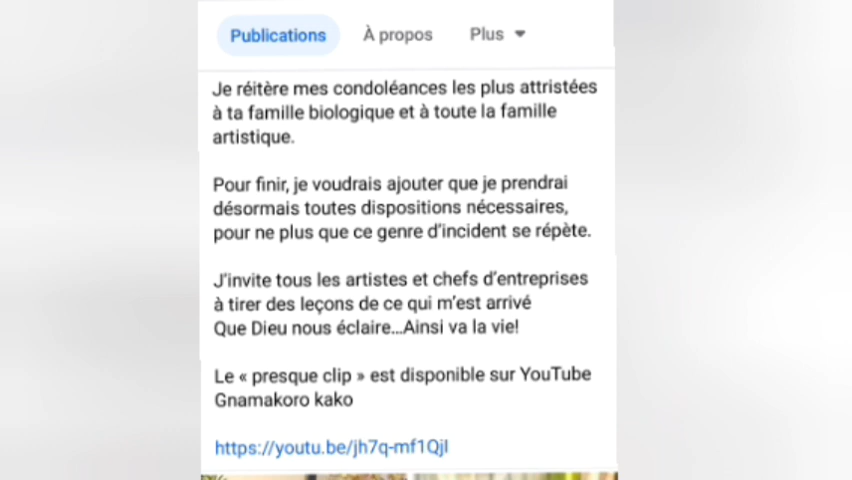 Publications À propos Plus
Je réitère mes condoléances les plus attristées
à ta famille biologique et à toute la famille
artistique.
Pour finir, je voudrais ajouter que je prendrai
désormais toutes dispositions nécessaires,
pour ne plus que ce genre d'incident se répète.
J'invite tous les artistes et chefs d'entreprises
à tirer des leçons de ce qui m'est arrivé
Que Dieu nous éclaire...Ainsi va la vie!
Le « presque clip » est disponible sur YouTube
Gnamakoro kako
https://youtu.be/jh7q-mf1QjI